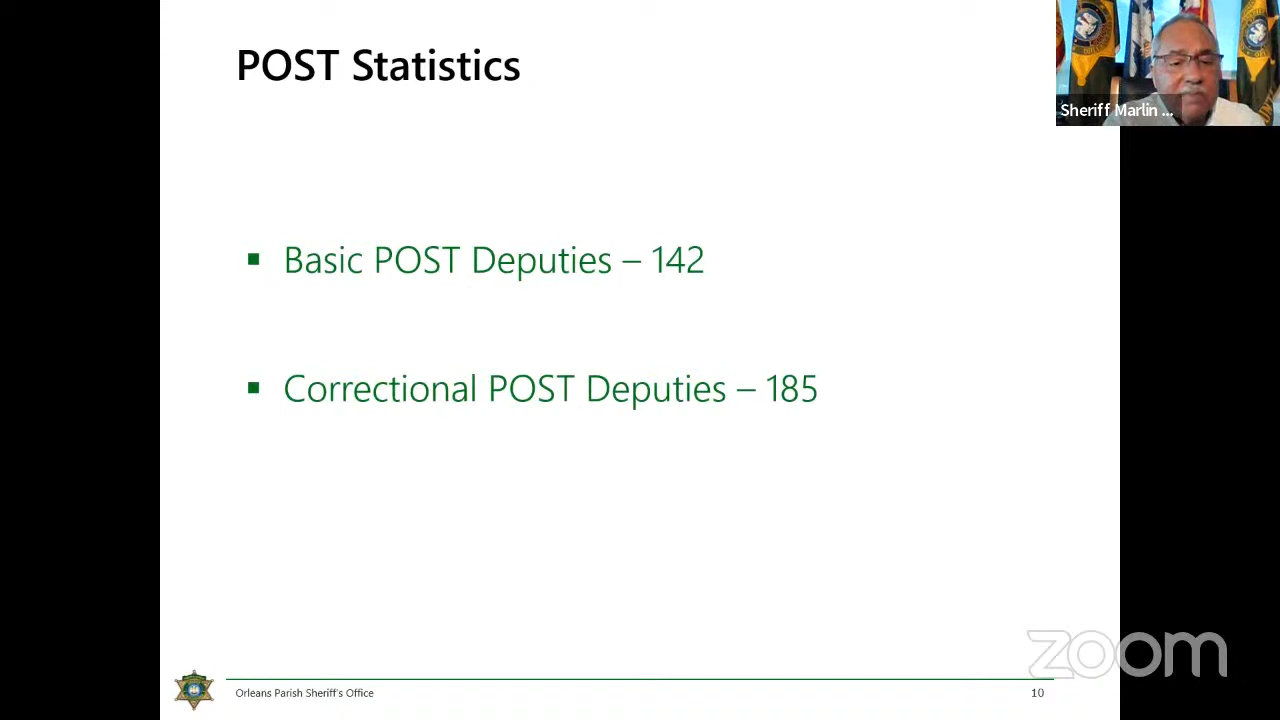 POST Statistics
Sheriff Marlin ...
▪ Basic POST Deputies – 142
▪ Correctional POST Deputies – 185
zoom
Orleans Parish Sheriff's Office
10